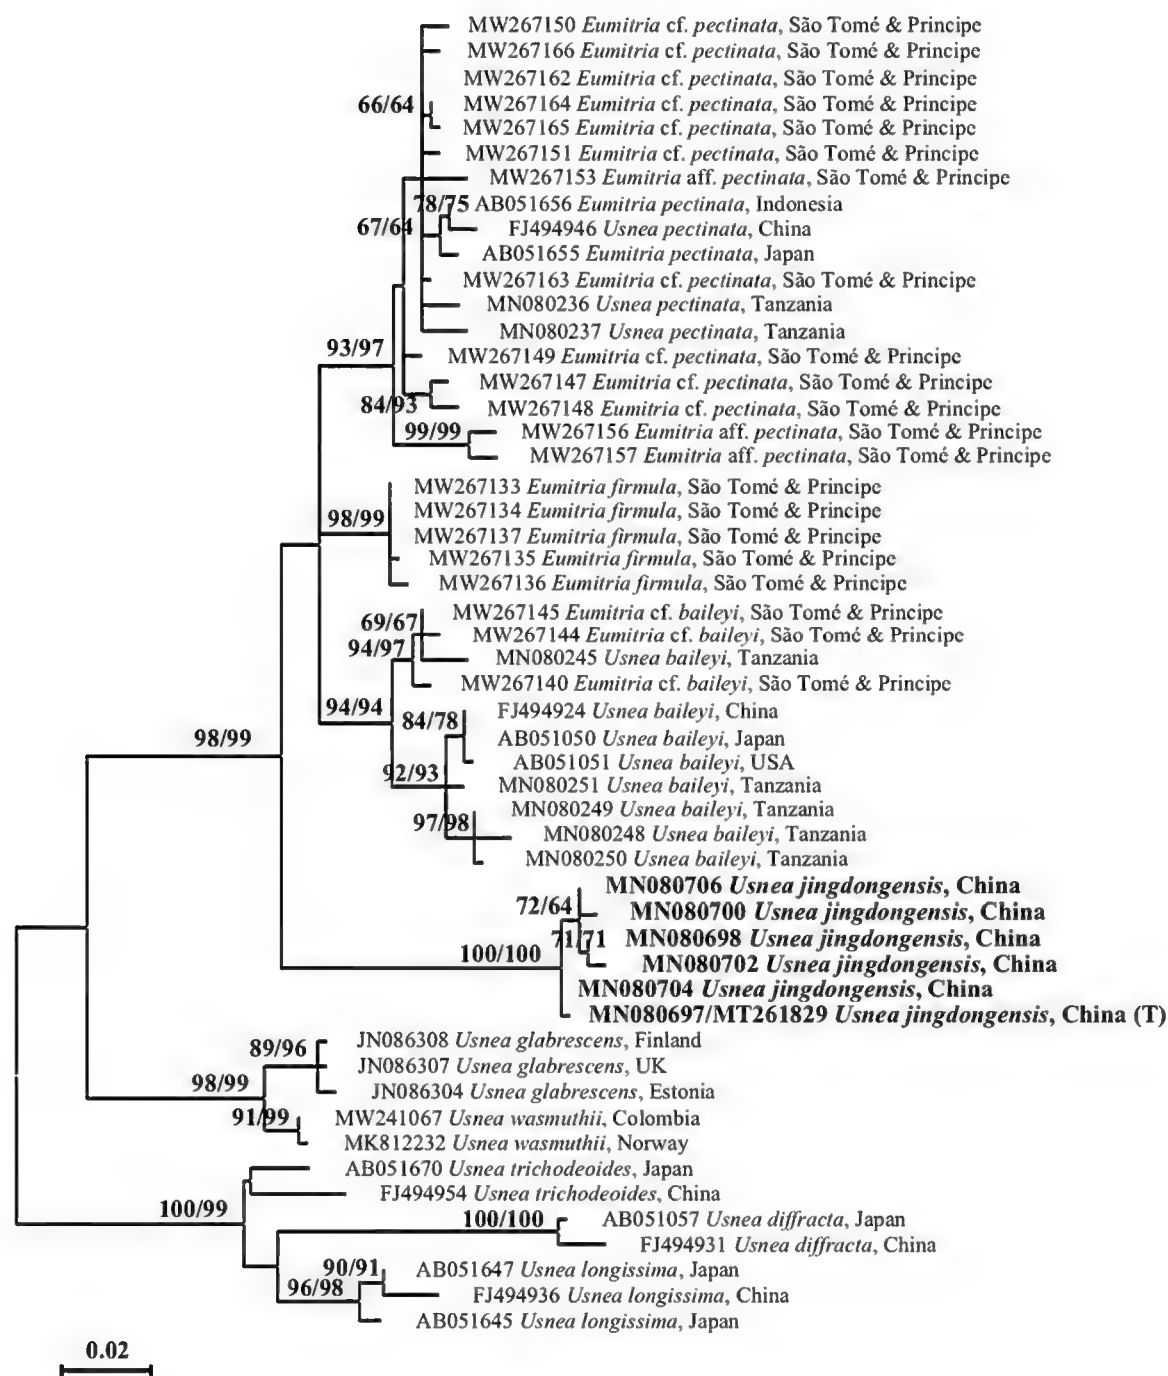 MW267150 Eumitria cf. pectinata, São Tomé & Principe
MW267166 Eumitria cf. pectinata, São Tomé & Principe
MW267162 Eumitria cf. pectinata, São Tomé & Principe
66/64
MW267164 Eumitria cf. pectinata, São Tomé & Principe
MW267165 Eumitria cf. pectinata, São Tomé & Principe
MW267151 Eumitria cf. pectinata, São Tomé & Principe
MW267153 Eumitria aff. pectinata, São Tomé & Principe
78/75 AB051656 Eumitria pectinata, Indonesia
67/64 FJ494946 Usnea pectinata, China
AB051655 Eumitria pectinata, Japan
MW267163 Eumitria cf. pectinata, São Tomé & Principe
MN080236 Usnea pectinata, Tanzania
MN080237 Usnea pectinata, Tanzania
93/97
MW267149 Eumitria cf. pectinata, São Tomé & Principe
MW267147 Eumitria cf. pectinata, São Tomé & Principe
84/93 MW267148 Eumitria cf. pectinata, São Tomé & Principe
99/99 MW267156 Eumitria aff. pectinata, São Tomé & Principe
MW267157 Eumitria aff. pectinata, São Tomé & Principe
MW267133 Eumitria firmula, São Tomé & Principe
MW267134 Eumitria firmula, São Tomé & Principe
98/99
MW267137 Eumitria firmula, São Tomé & Principe
MW267135 Eumitria firmula, São Tomé & Principe
MW267136 Eumitria firmula, São Tomé & Principe
MW267145 Eumitria cf. baileyi, São Tomé & Principe
69/67
MW267144 Eumitria cf. baileyi, São Tomé & Principe
94/97
MN080245 Usnea baileyi, Tanzania
MW267140 Eumitria cf. baileyi, São Tomé & Principe
94/94
FJ494924 Usnea baileyi, China
84/78
AB051050 Usnea baileyi, Japan
98/99
AB051051 Usnea baileyi, USA
92/93
MN080251 Usnea baileyi, Tanzania
MN080249 Usnea baileyi, Tanzania
97/98
MN080248 Usnea baileyi, Tanzania
MN080250 Usnea baileyi, Tanzania
MN080706 Usnea jingdongensis, China
72/64
MN080700 Usnea jingdongensis, China
71/71 MN080698 Usnea jingdongensis, China
100/100
MN080702 Usnea jingdongensis, China
MN080704 Usnea jingdongensis, China
MN080697/MT261829 Usnea jingdongensis, China (T)
JN086308 Usnea glabrescens, Finland
89/96
JN086307 Usnea glabrescens, UK
98/99
JN086304 Usnea glabrescens, Estonia
91/99 MW241067 Usnea wasmuthii, Colombia
MK812232 Usnea wasmuthii, Norway
AB051670 Usnea trichodeoides, Japan
FJ494954 Usnea trichodeoides, China
100/99
100/100 AB051057 Usnea diffracta, Japan
FJ494931 Usnea diffracta, China
90/91 AB051647 Usnea longissima, Japan
96/98
FJ494936 Usnea longissima, China
AB051645 Usnea longissima, Japan
0.02